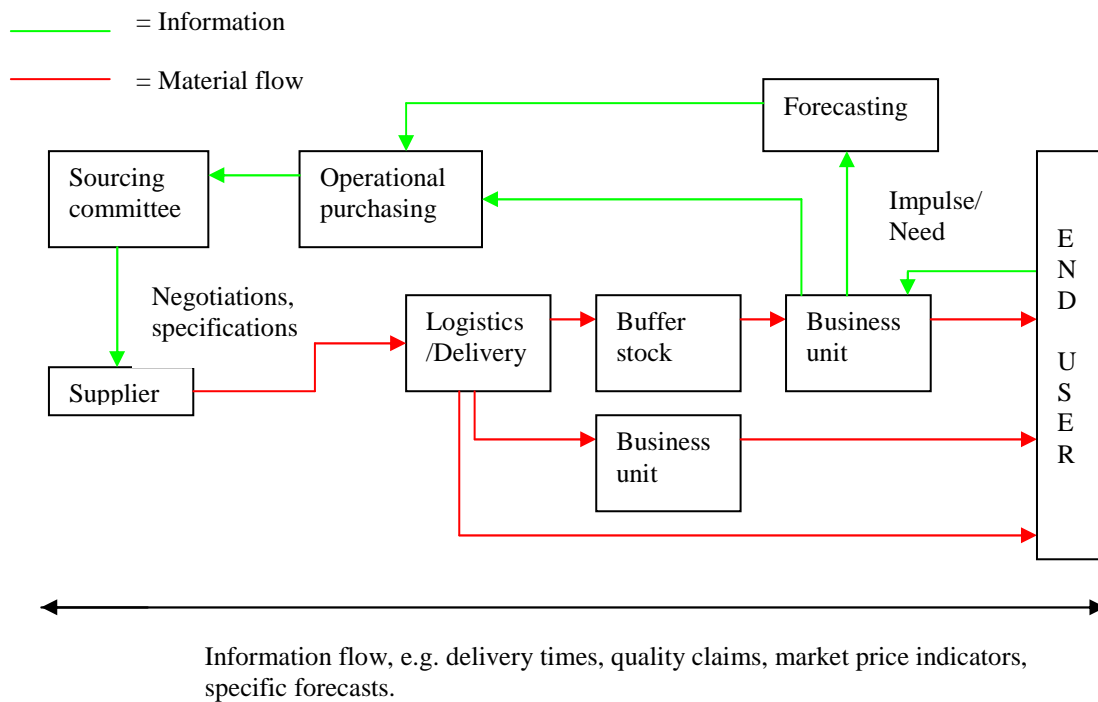 = Information
= Material flow
Forecasting
Sourcing
committee
Operational
purchasing
Impulse/
Need
Negotiations,
specifications
Supplier
Logistics
/Delivery
Buffer
stock
Business
unit
Business
unit
E
N
D
U
S
E
R
Information flow, e.g. delivery times, quality claims, market price indicators,
specific forecasts.